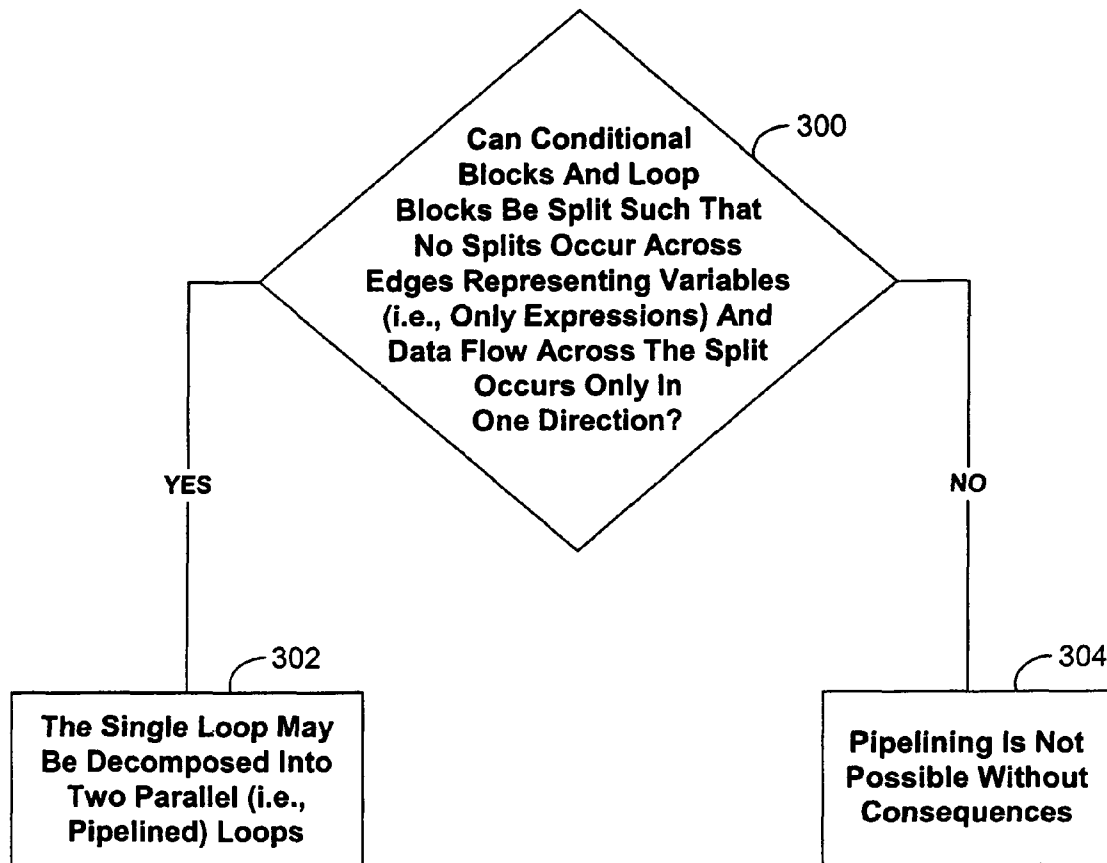 Can Conditional
Blocks And Loop
Blocks Be Split Such That
No Splits Occur Across
Edges Representing Variables
(i.e., Only Expressions) And
Data Flow Across The Split
Occurs Only In
One Direction?
300
YES
NO
302
The Single Loop May
Be Decomposed Into
Two Parallel (i.e.,
Pipelined) Loops
304
Pipelining Is Not
Possible Without
Consequences